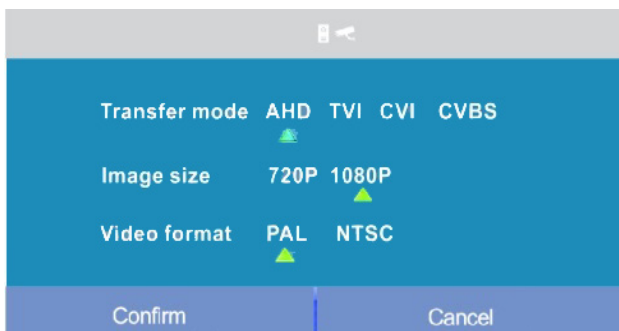 Transfer mode AHD TVI CVI CVBS
Image size 720P 1080P
Video format PAL NTSC
Confirm Cancel